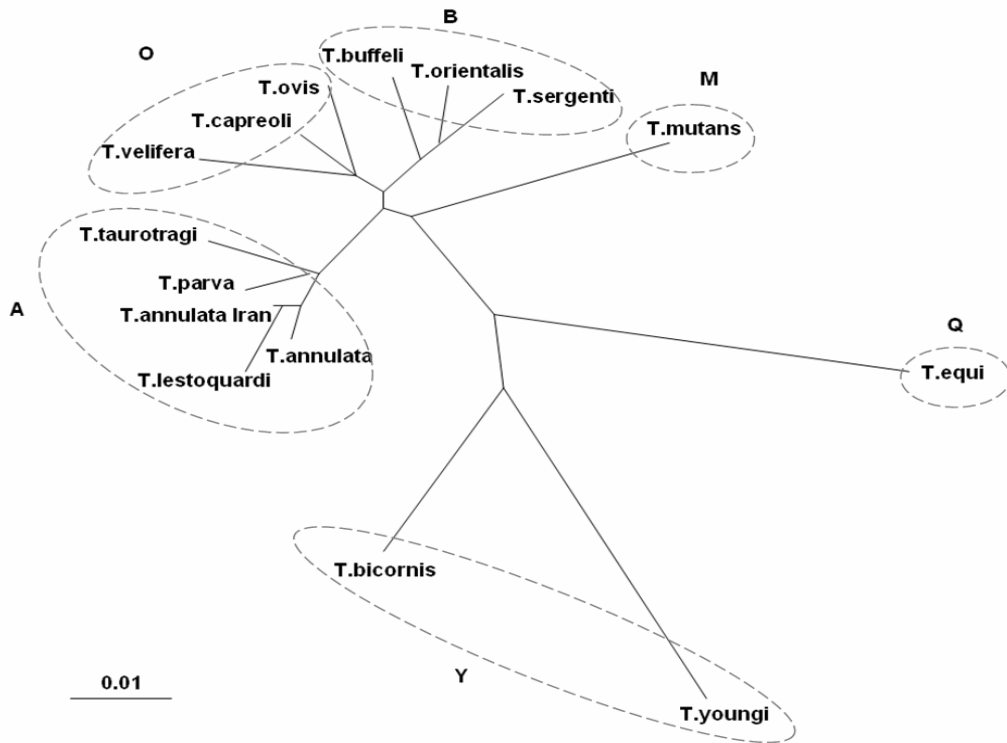 B
O
T.buffeli
T.orientalis
M
T.ovis
T.sergenti
T.capreoli
T.mutans
T.velifera
T.taurotragi
T.parva
A
T.annulata Iran
Q
T.annulata
T.equi
T.lestoquardi
T.bicornis
Y
0.01
T.youngi